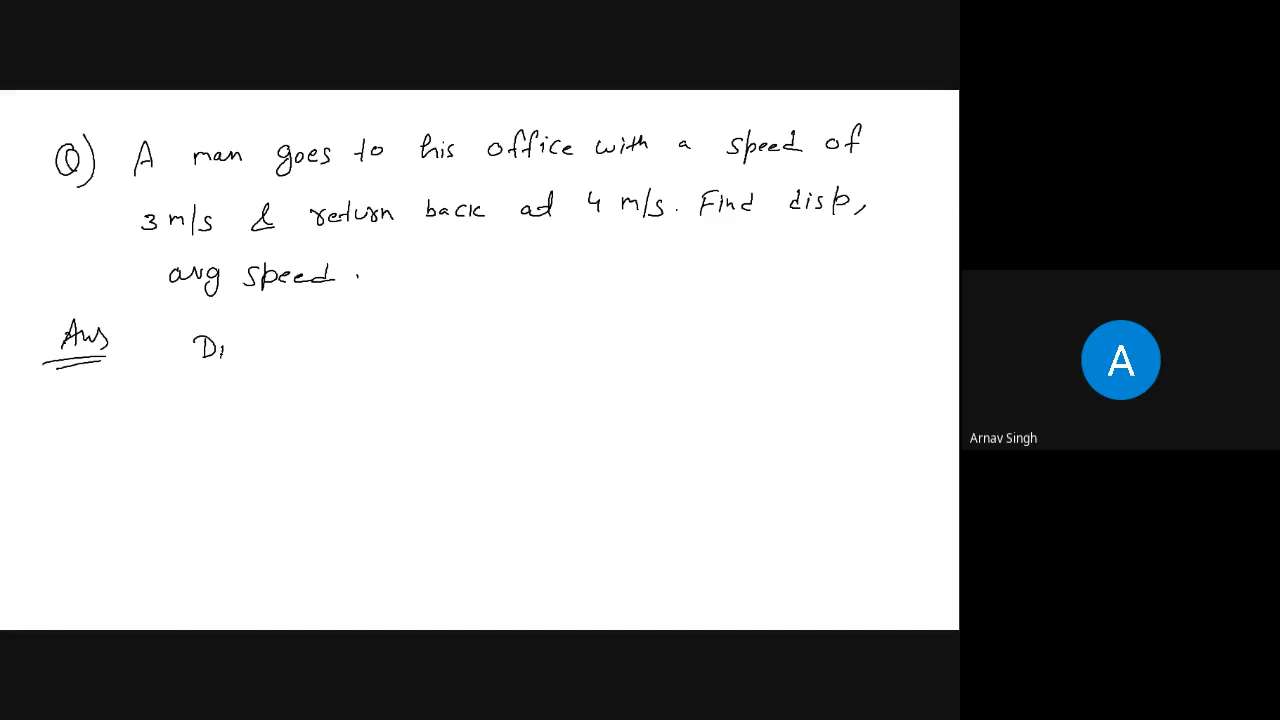 Q) A man goes to his office with a speed of
3 m/s & return back at 4 m/s. Find disp,
avg speed.
Ans Di
A
Arnav Singh